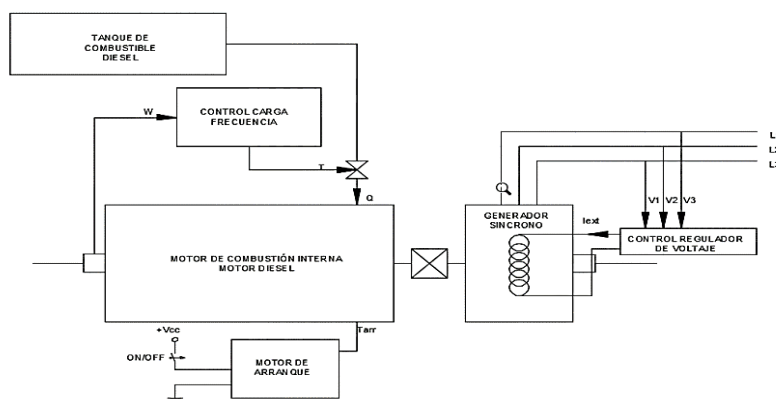 TANQUE DE
COMBUSTIBLE
DIESEL
W
CONTROL CARGA
FRECUENCIA
T
Q
L
L2
V1 V2 V3
GENERADOR
SINCRONO
Iext
CONTROL REGULADOR
DE VOLTAJE
MOTOR DE COMBUSTIÓN INTERNA
MOTOR DIESEL
+Vcc
Tarr
ON/OFF
MOTOR DE
ARRANQUE